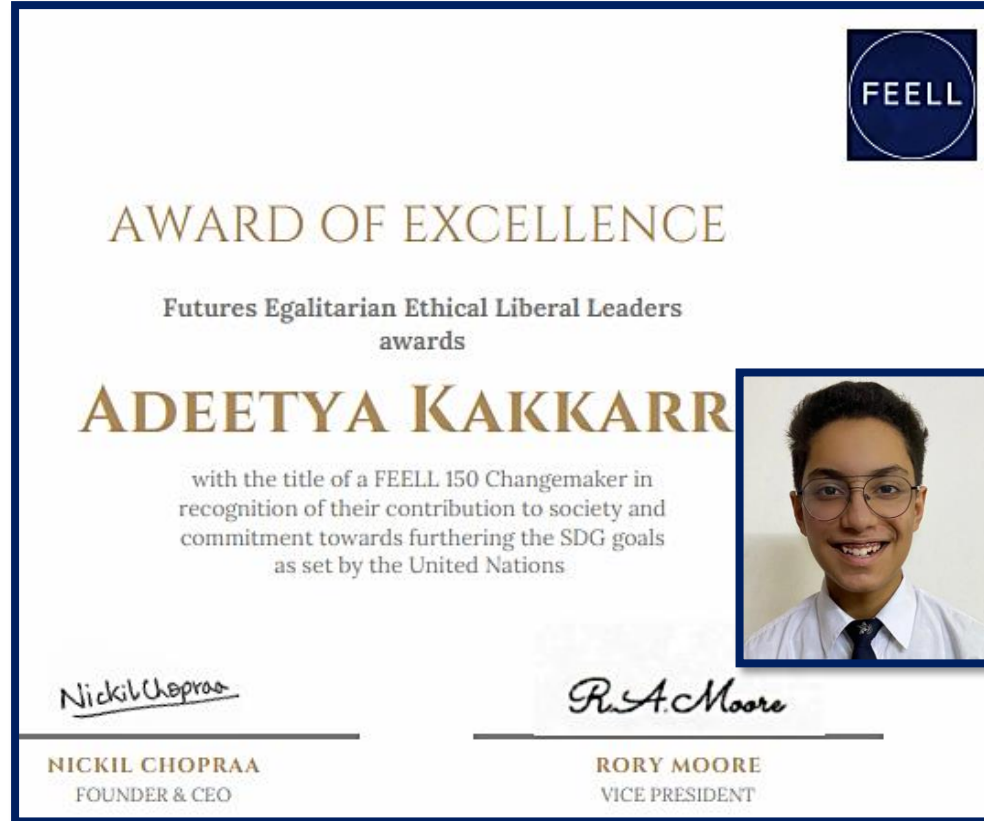 FEELL
AWARD OF EXCELLENCE
Futures Egalitarian Ethical Liberal Leaders
awards
ADEETYA KAKKARR
with the title of a FEELL 150 Changemaker in
recognition of their contribution to society and
commitment towards furthering the SDG goals
as set by the United Nations
Nickil Chopraa
R.A.Moore
NICKIL CHOPRAA
RORY MOORE
FOUNDER & CEO
VICE PRESIDENT